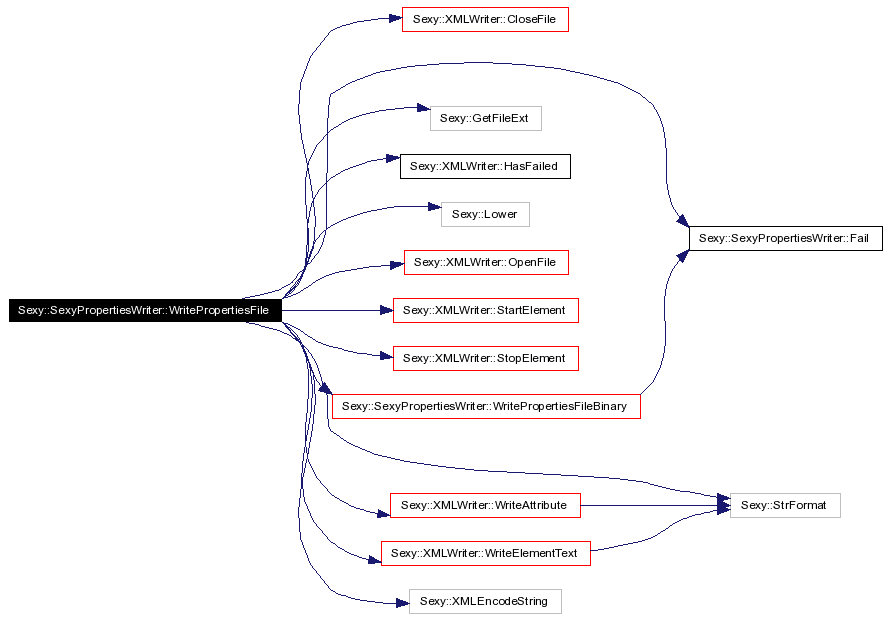 Sexy::XMLWriter::CloseFile
Sexy::GetFileExt
Sexy::XMLWriter::HasFailed
Sexy::Lower
Sexy::SexyPropertiesWriter::Fail
Sexy::XMLWriter::OpenFile
Sexy::SexyPropertiesWriter::WritePropertiesFile
Sexy::XMLWriter::StartElement
Sexy::XMLWriter::StopElement
Sexy::SexyPropertiesWriter::WritePropertiesFileBinary
Sexy::XMLWriter::WriteAttribute
Sexy::StrFormat
Sexy::XMLWriter::WriteElementText
Sexy::XMLEncodeString